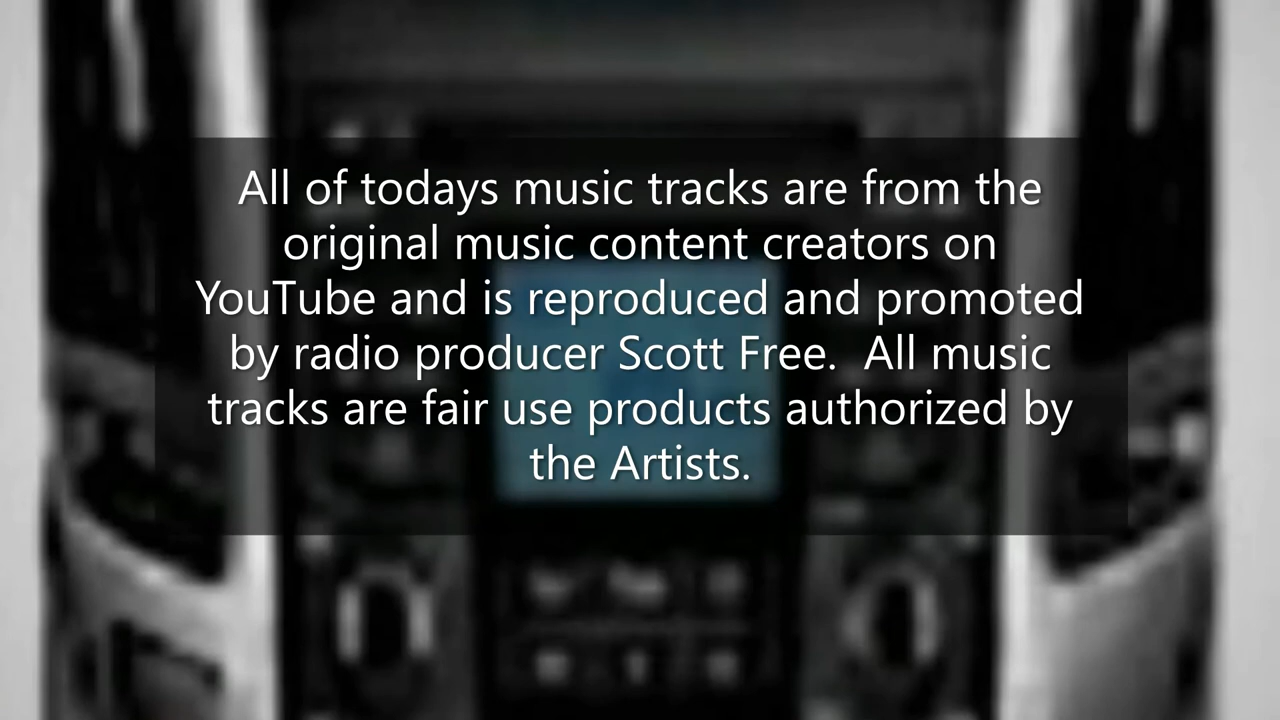 All of todays music tracks are from the
original music content creators on
YouTube and is reproduced and promoted
by radio producer Scott Free.  All music
tracks are fair use products authorized by
the Artists.